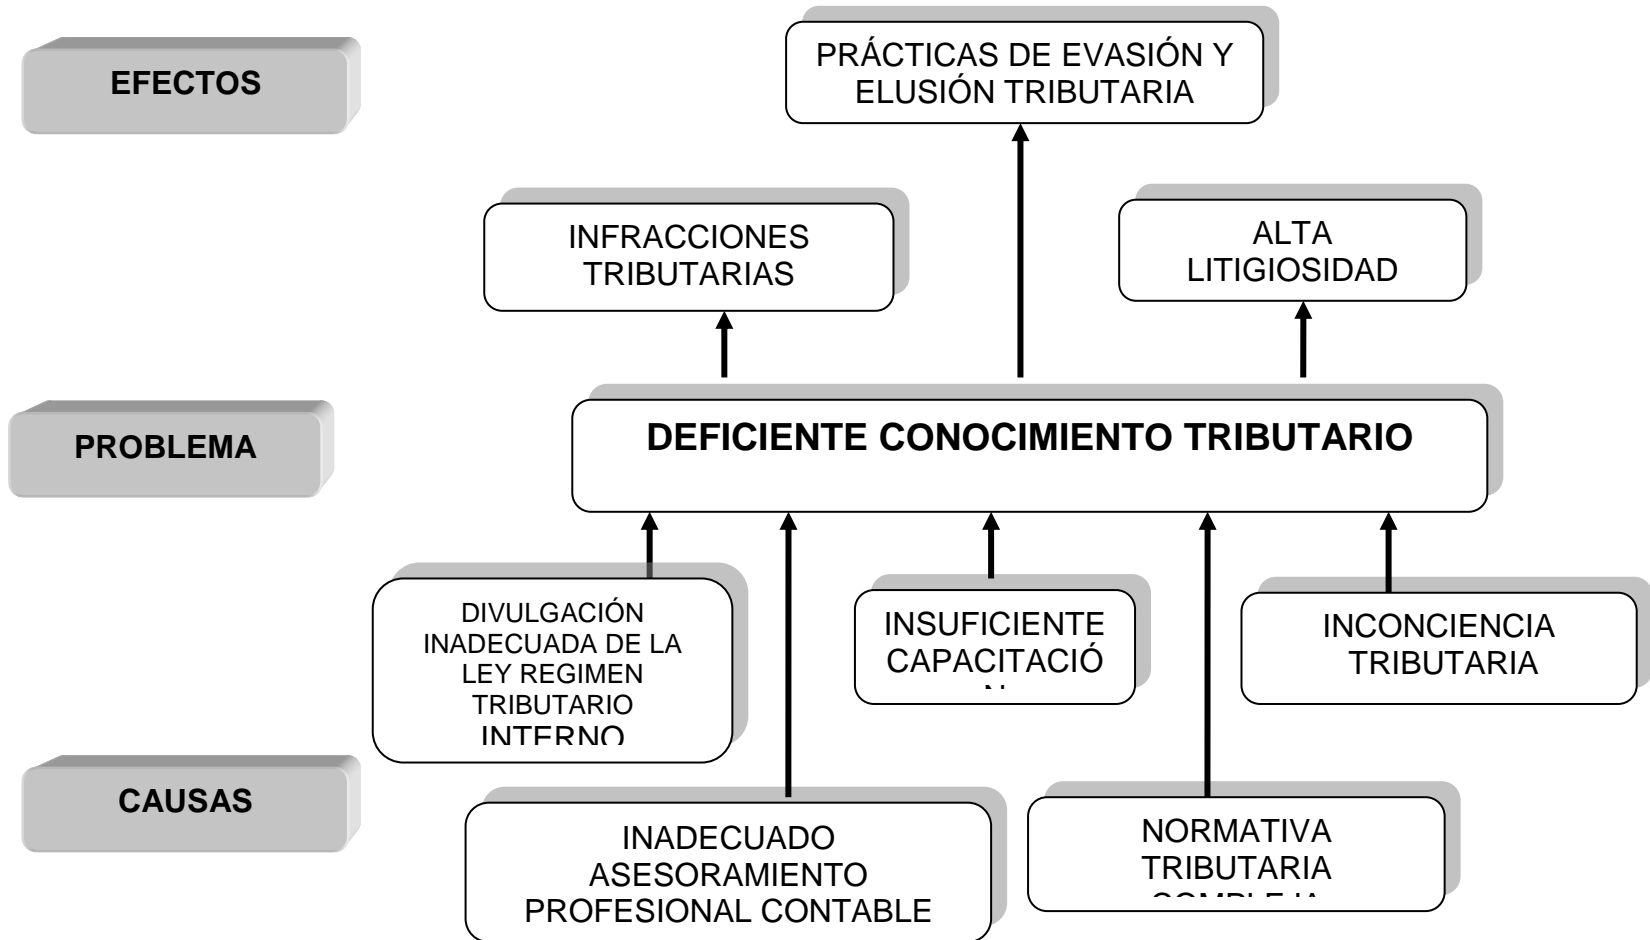 EFECTOS
PRÁCTICAS DE EVASIÓN Y
ELUSIÓN TRIBUTARIA
INFRACCIONES
TRIBUTARIAS
ALTA
LITIGIOSIDAD
PROBLEMA
DEFICIENTE CONOCIMIENTO TRIBUTARIO
DIVULGACIÓN
INADECUADA DE LA
LEY REGIMEN
TRIBUTARIO
INTERNO
INSUFICIENTE
CAPACITACIÓ
N
INCONCIENCIA
TRIBUTARIA
CAUSAS
INADECUADO
ASESORAMIENTO
PROFESIONAL CONTABLE
NORMATIVA
TRIBUTARIA
COMPLEJA